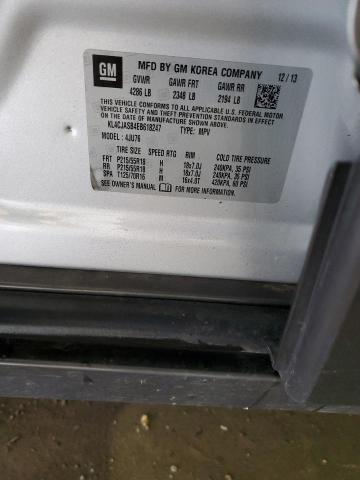 GM
MFD BY GM KOREA COMPANY 12/13
GVWR GAWR FRT GAWR RR
4286 LB 2348 LB 2194 LB
THIS VEHICLE CONFORMS TO ALL APPLICABLE U.S. FEDERAL MOTOR
VEHICLE SAFETY AND THEFT PREVENTION STANDARDS IN EFFECT ON THE
DATE OF MANUFACTURE SHOWN ABOVE.
KL4CJASB4EB618247 TYPE: MPV
MODEL: 4JU76
TIRE SIZE SPEED RTG RIM COLD TIRE PRESSURE
FRT P215/55R18 H 18x7.0J 240KPA, 35 PSI
RR P215/55R18 H 18x7.0J 240KPA, 35 PSI
SPA T125/70R16 M 16x4.0T 420KPA, 60 PSI
SEE OWNER'S MANUAL FOR MORE INFORMATION.